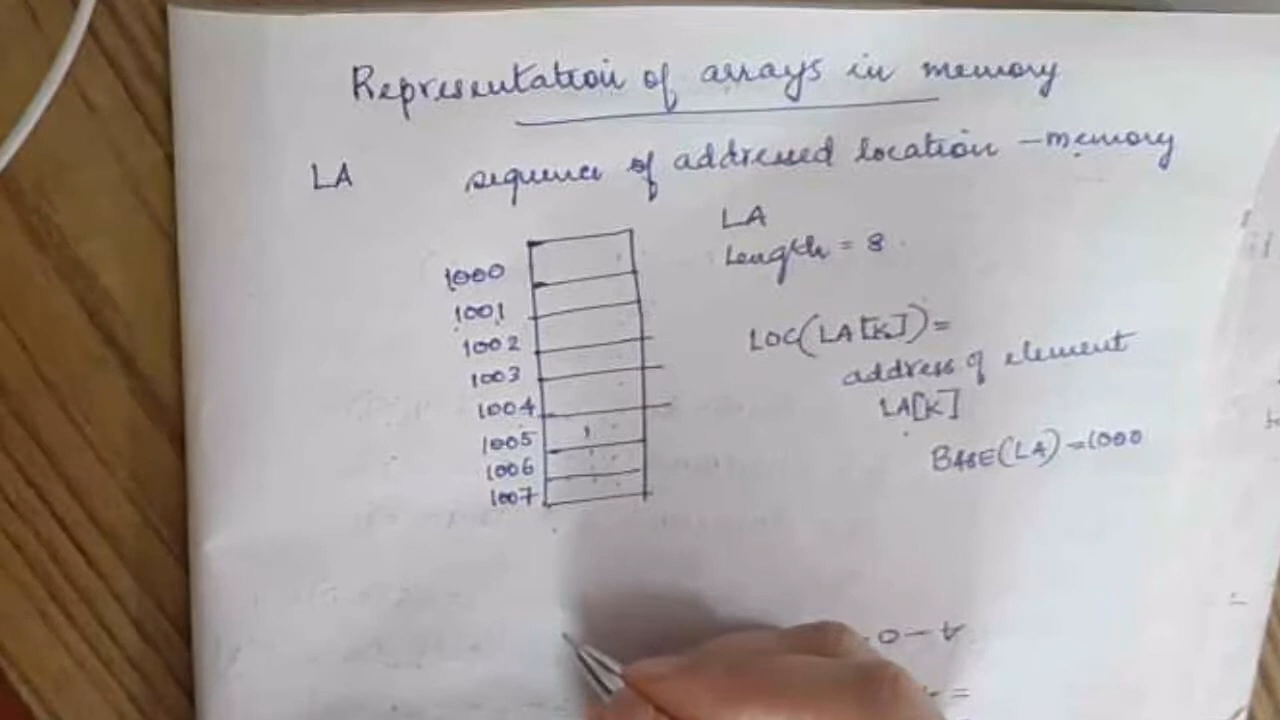 Representation of arrays in memory
LA sequence of addressed location - memory
LA
Length = 8
1000
1001
1002
1003
1004
1005
1006
1007
LOC(LA[K]) =
address of element
LA[K]
BASE(LA) = 1000